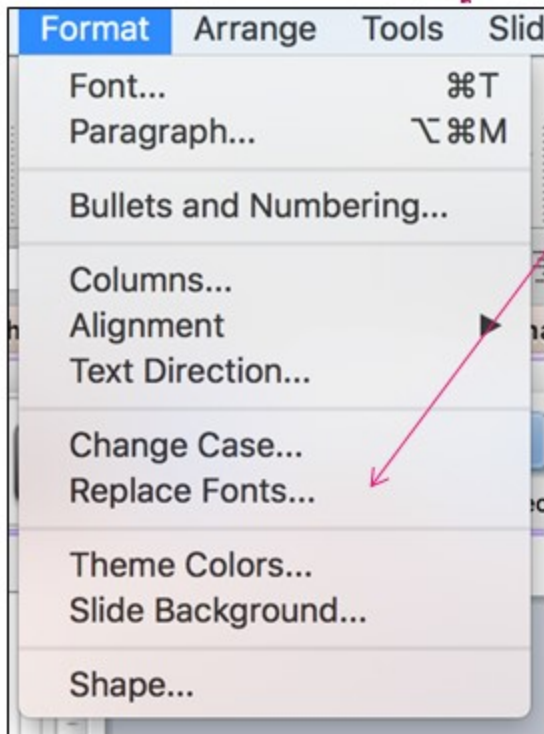 Format Arrange Tools Slid
Font... ⌘T
Paragraph... ⌥⌘M
Bullets and Numbering...
Columns...
Alignment ▶
Text Direction...
Change Case...
Replace Fonts...
Theme Colors...
Slide Background...
Shape...